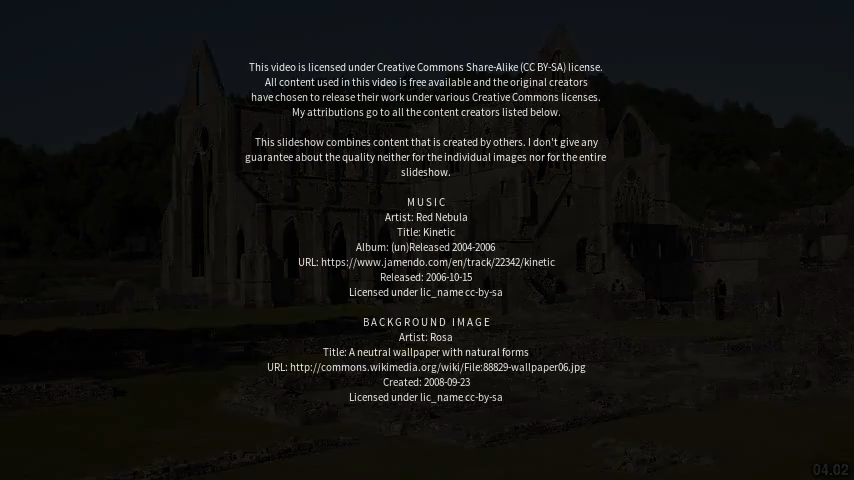 This video is licensed under Creative Commons Share-Alike (CC BY-SA) license.
All content used in this video is free available and the original creators
have chosen to release their work under various Creative Commons licenses.
My attributions go to all the content creators listed below.
This slideshow combines content that is created by others. I don't give any
guarantee about the quality neither for the individual images nor for the entire
slideshow.
MUSIC
Artist: Red Nebula
Title: Kinetic
Album: (un)Released 2004-2006
URL: https://www.jamendo.com/en/track/22342/kinetic
Released: 2006-10-15
Licensed under lic_name cc-by-sa
BACKGROUND IMAGE
Artist: Rosa
Title: A neutral wallpaper with natural forms
URL: http://commons.wikimedia.org/wiki/File:88829-wallpaper06.jpg
Created: 2008-09-23
Licensed under lic_name cc-by-sa
04.02